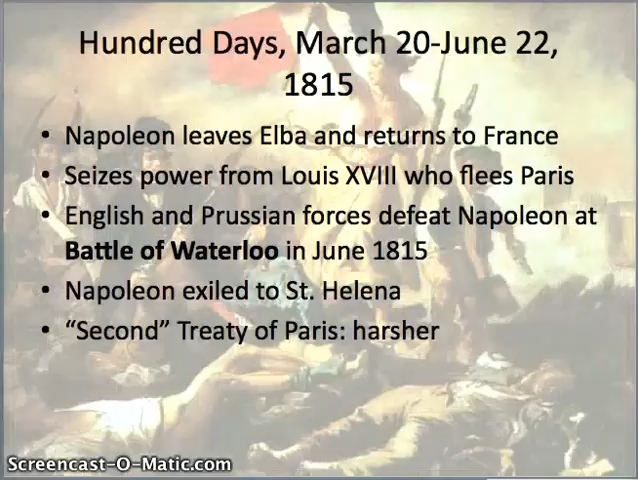 Hundred Days, March 20-June 22,
1815
• Napoleon leaves Elba and returns to France
• Seizes power from Louis XVIII who flees Paris
• English and Prussian forces defeat Napoleon at
Battle of Waterloo in June 1815
• Napoleon exiled to St. Helena
• “Second” Treaty of Paris: harsher
Screencast-O-Matic.com